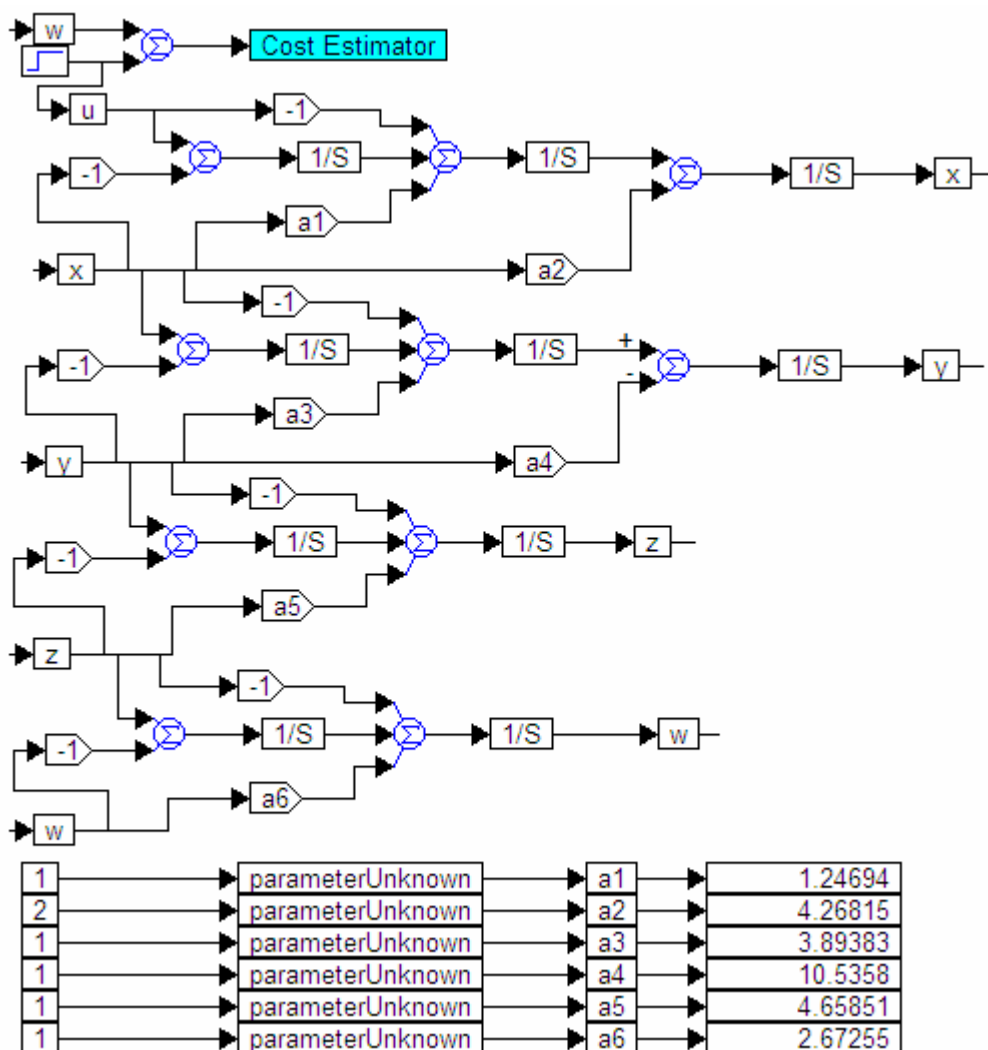 w
Σ
Cost Estimator
u
-1
-1
Σ
1/S
Σ
1/S
Σ
1/S
x
a1
x
a2
-1
-1
Σ
1/S
Σ
1/S
+
-
Σ
1/S
y
a3
y
a4
-1
-1
Σ
1/S
Σ
1/S
z
a5
z
-1
-1
Σ
1/S
Σ
1/S
w
a6
w
1 parameterUnknown a1 1.24694
2 parameterUnknown a2 4.26815
1 parameterUnknown a3 3.89383
1 parameterUnknown a4 10.5358
1 parameterUnknown a5 4.65851
1 parameterUnknown a6 2.67255